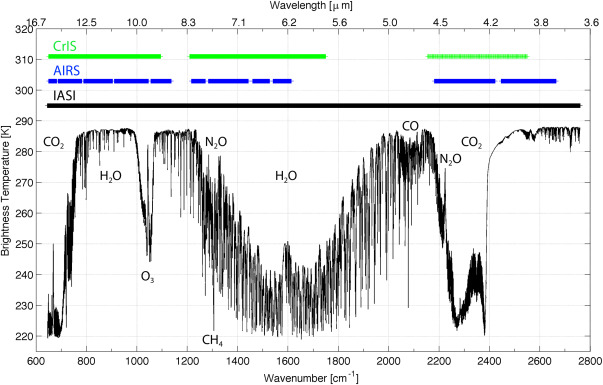 Wavelength [μm]
16.7 12.5 10.0 8.3 7.1 6.2 5.6 5.0 4.5 4.2 3.8 3.6
320
310
300
290
280
270
260
250
240
230
220
Brightness Temperature [K]
CrIS
AIRS
IASI
CO₂ N₂O CO CO₂
N₂O
H₂O H₂O
O₃
CH₄
600 800 1000 1200 1400 1600 1800 2000 2200 2400 2600 2800
Wavenumber [cm⁻¹]